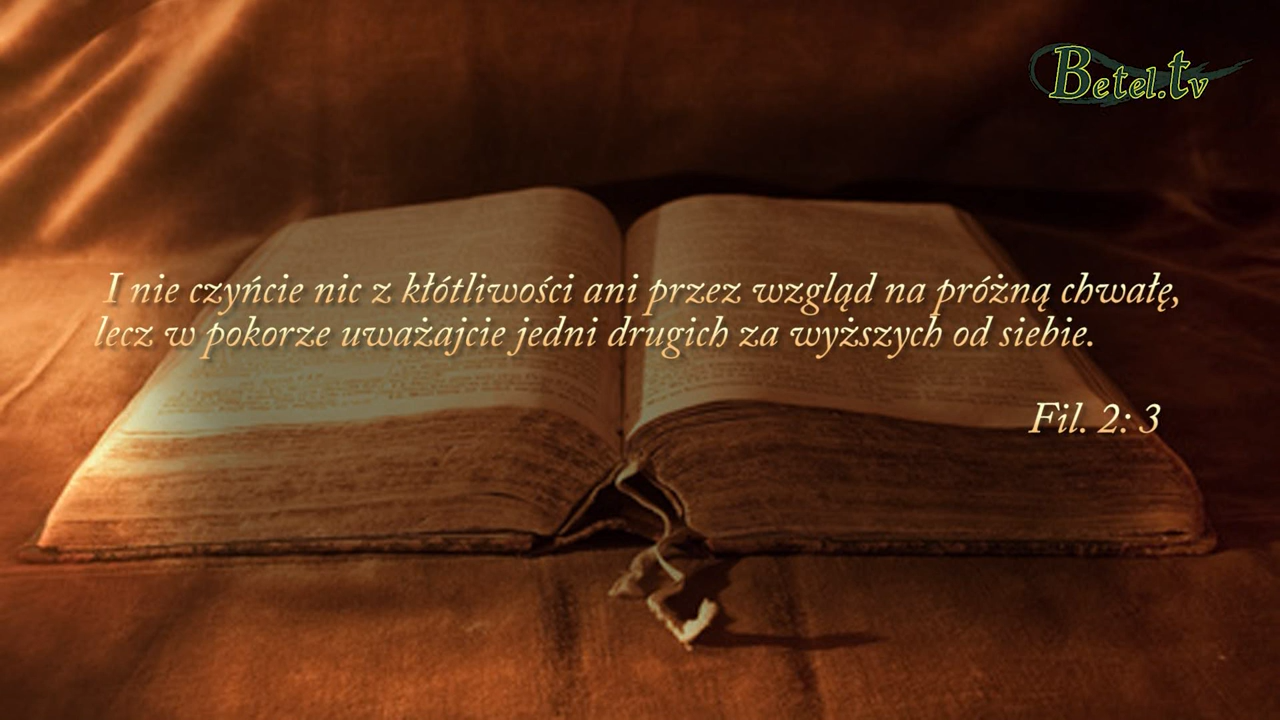 Betel.tv
I nie czyńcie nic z kłótliwości ani przez wzgląd na próżną chwałę,
lecz w pokorze uważajcie jedni drugich za wyższych od siebie.
Fil. 2: 3